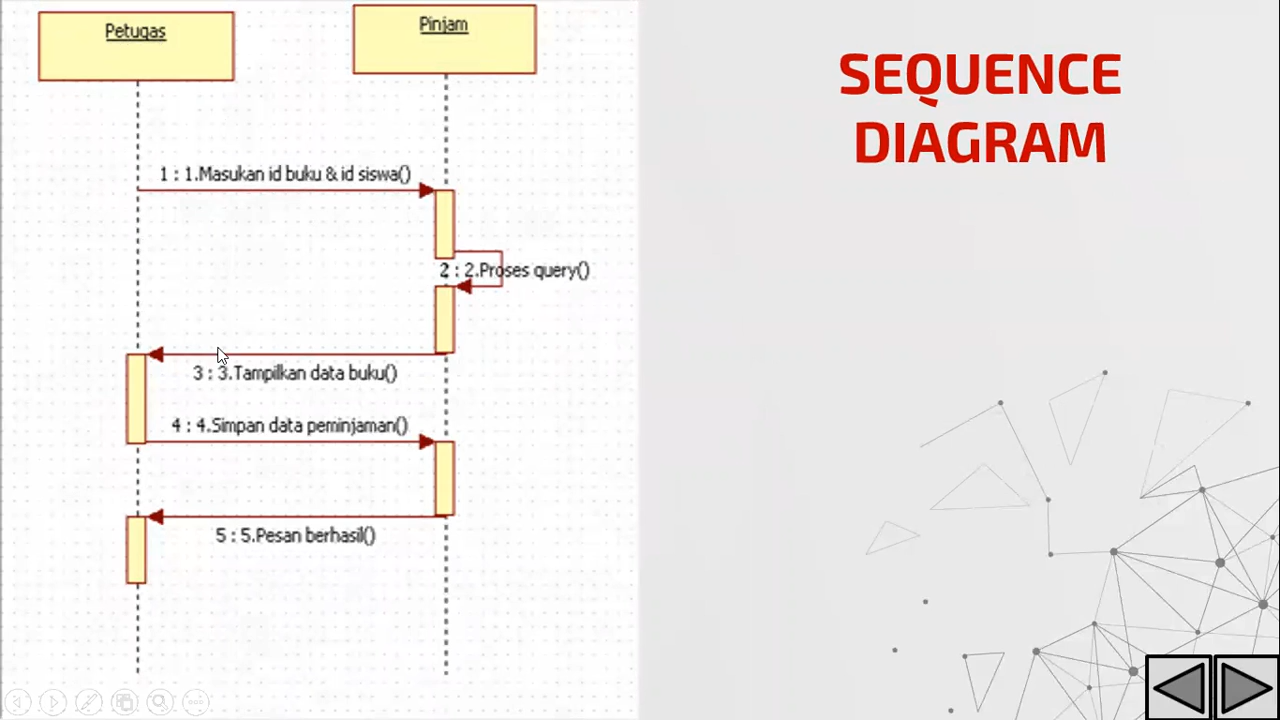 Petugas
Pinjam
SEQUENCE
DIAGRAM
1 : 1.Masukan id buku & id siswa()
2 : 2.Proses query()
3 : 3.Tampilkan data buku()
4 : 4.Simpan data peminjaman()
5 : 5.Pesan berhasil()